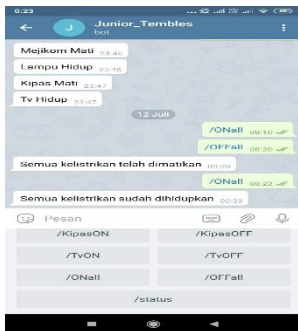 0:23
J
Junior_Tembles
bot
Mejikom Mati 23:46
Lampu Hidup 23:46
Kipas Mati 23:47
Tv Hidup 23:47
12 Juli
/ONall 00:10
/OFFall 00:20
Semua kelistrikan telah dimatikan 00:20
/ONall 00:22
Semua kelistrikan sudah dihidupkan 00:23
Pesan
/KipasON /KipasOFF
/TvON /TvOFF
/ONall /OFFall
/status